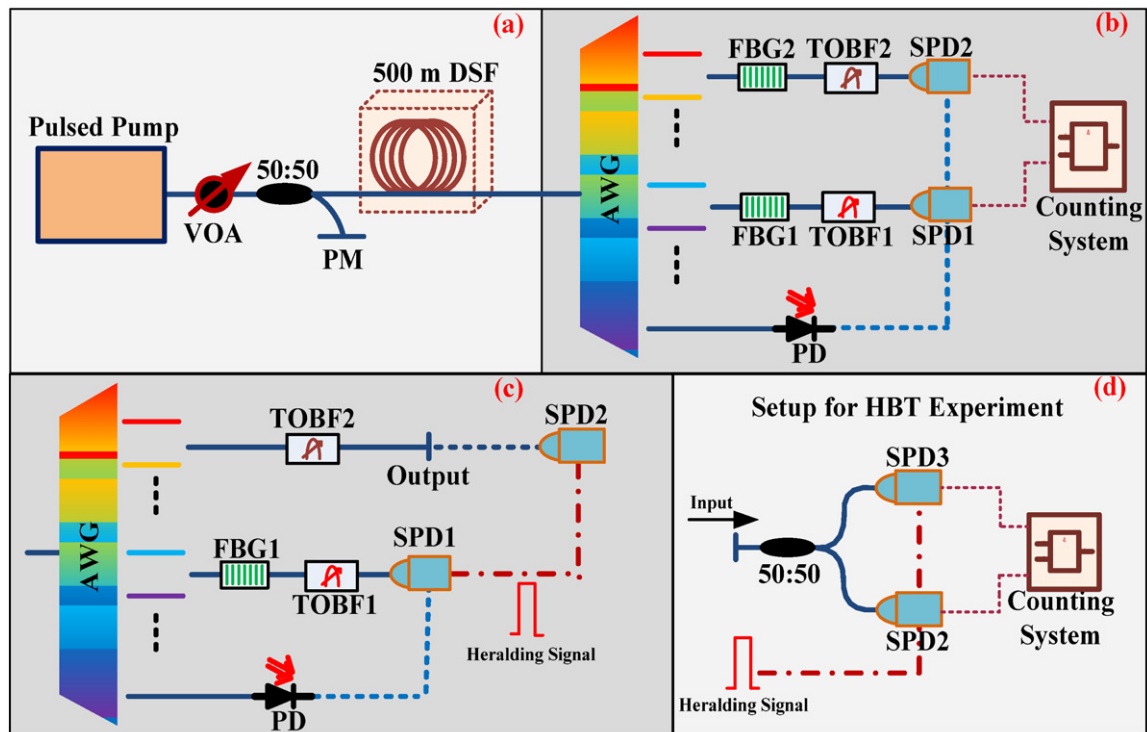 (a)
500 m DSF
Pulsed Pump
50:50
VOA
PM
(b)
FBG2 TOBF2 SPD2
AWG
FBG1 TOBF1 SPD1
Counting
System
PD
(c)
TOBF2
SPD2
Output
AWG
FBG1
SPD1
TOBF1
Heralding Signal
PD
(d)
Setup for HBT Experiment
SPD3
Input
50:50
SPD2
Counting
System
Heralding Signal